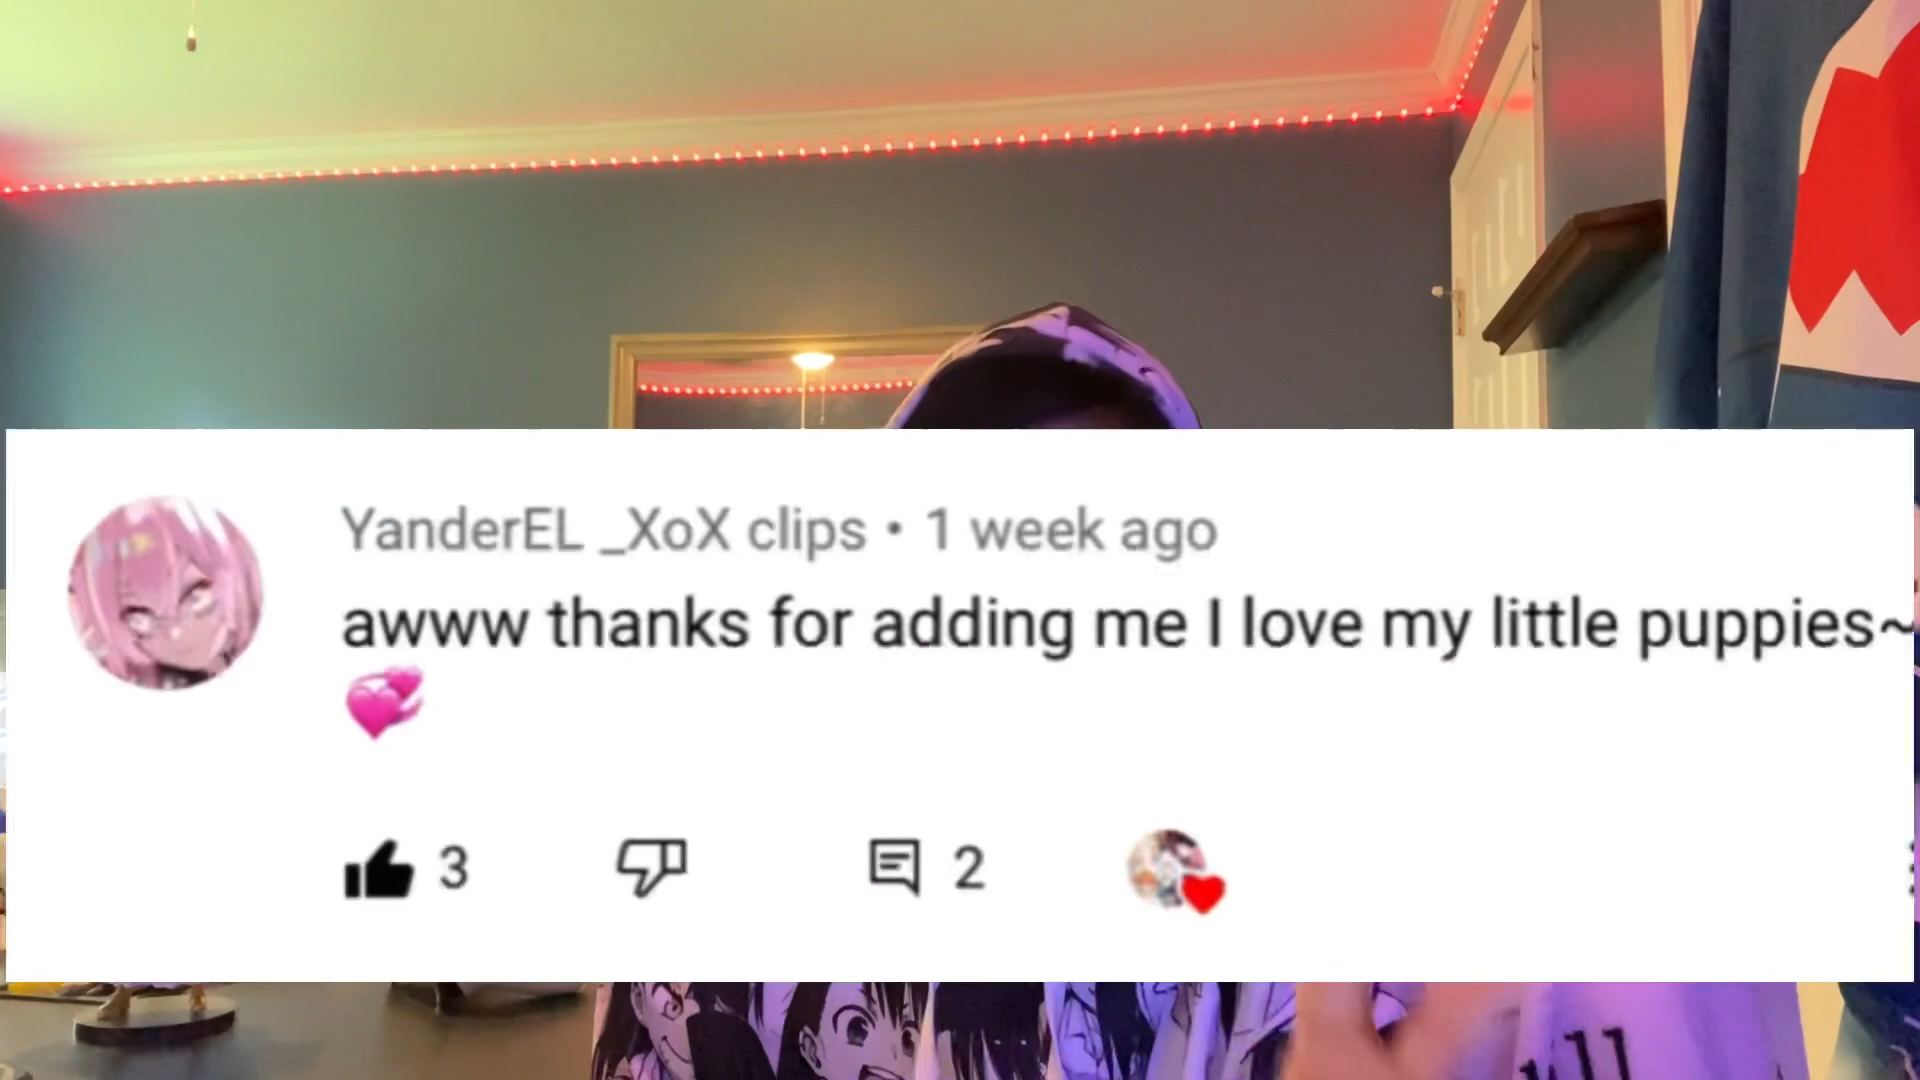 YanderEL _XoX clips • 1 week ago
awww thanks for adding me I love my little puppies~
💞
3
2